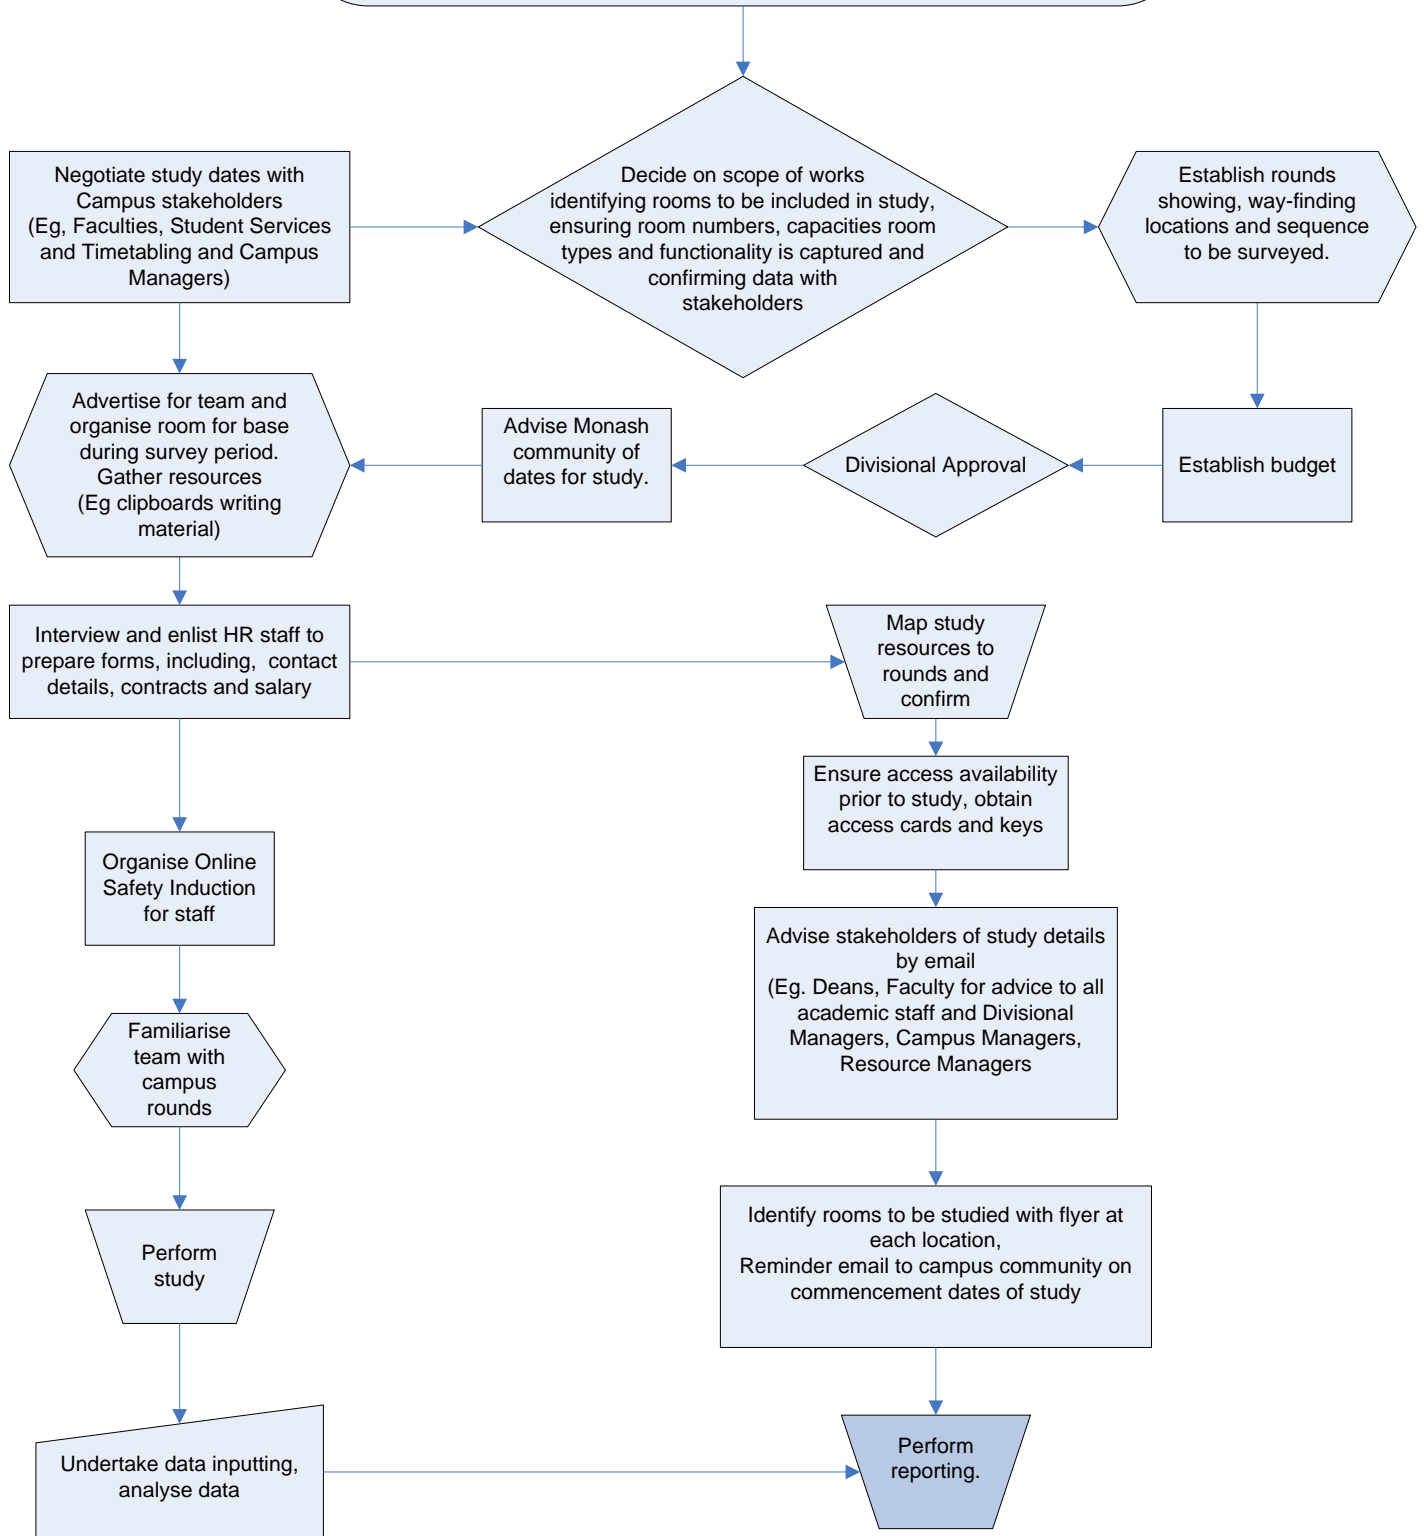 Negotiate study dates with
Campus stakeholders
(Eg, Faculties, Student Services
and Timetabling and Campus
Managers)
Decide on scope of works
identifying rooms to be included in study,
ensuring room numbers, capacities room
types and functionality is captured and
confirming data with
stakeholders
Establish rounds
showing, way-finding
locations and sequence
to be surveyed.
Advertise for team and
organise room for base
during survey period.
Gather resources
(Eg clipboards writing
material)
Advise Monash
community of
dates for study.
Divisional Approval
Establish budget
Interview and enlist HR staff to
prepare forms, including,  contact
details, contracts and salary
Map study
resources to
rounds and
confirm
Ensure access availability
prior to study, obtain
access cards and keys
Organise Online
Safety Induction
for staff
Advise stakeholders of study details
by email
(Eg. Deans, Faculty for advice to all
academic staff and Divisional
Managers, Campus Managers,
Resource Managers
Familiarise
team with
campus
rounds
Identify rooms to be studied with flyer at
each location,
Reminder email to campus community on
commencement dates of study
Perform
study
Undertake data inputting,
analyse data
Perform
reporting.